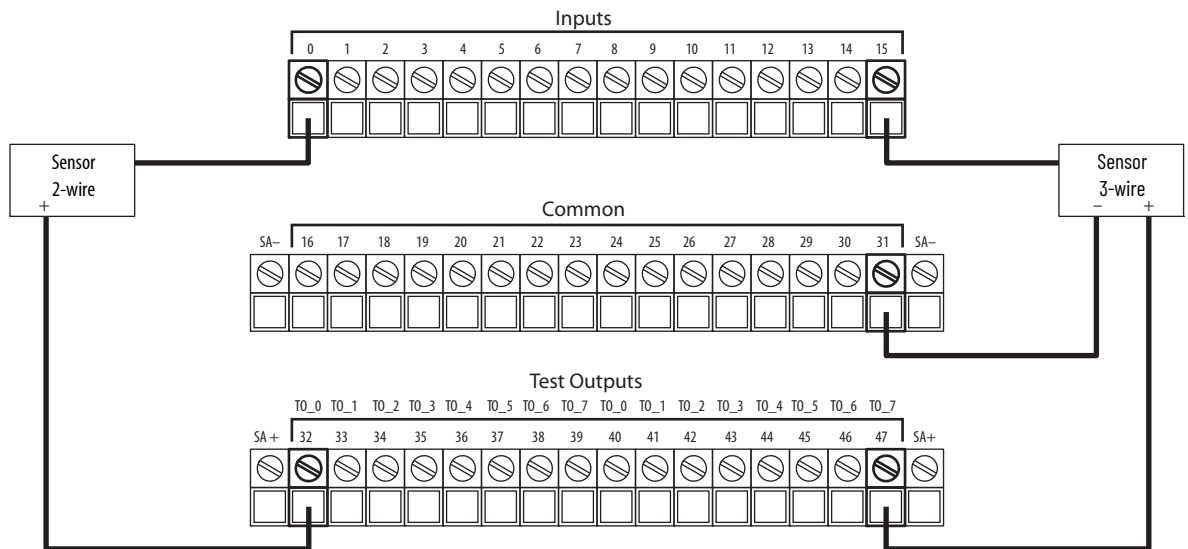 Inputs
0 1 2 3 4 5 6 7 8 9 10 11 12 13 14 15
Sensor
2-wire
+
Sensor
3-wire
– +
Common
SA– 16 17 18 19 20 21 22 23 24 25 26 27 28 29 30 31 SA–
Test Outputs
T0_0 T0_1 T0_2 T0_3 T0_4 T0_5 T0_6 T0_7 T0_0 T0_1 T0_2 T0_3 T0_4 T0_5 T0_6 T0_7
SA + 32 33 34 35 36 37 38 39 40 41 42 43 44 45 46 47 SA+